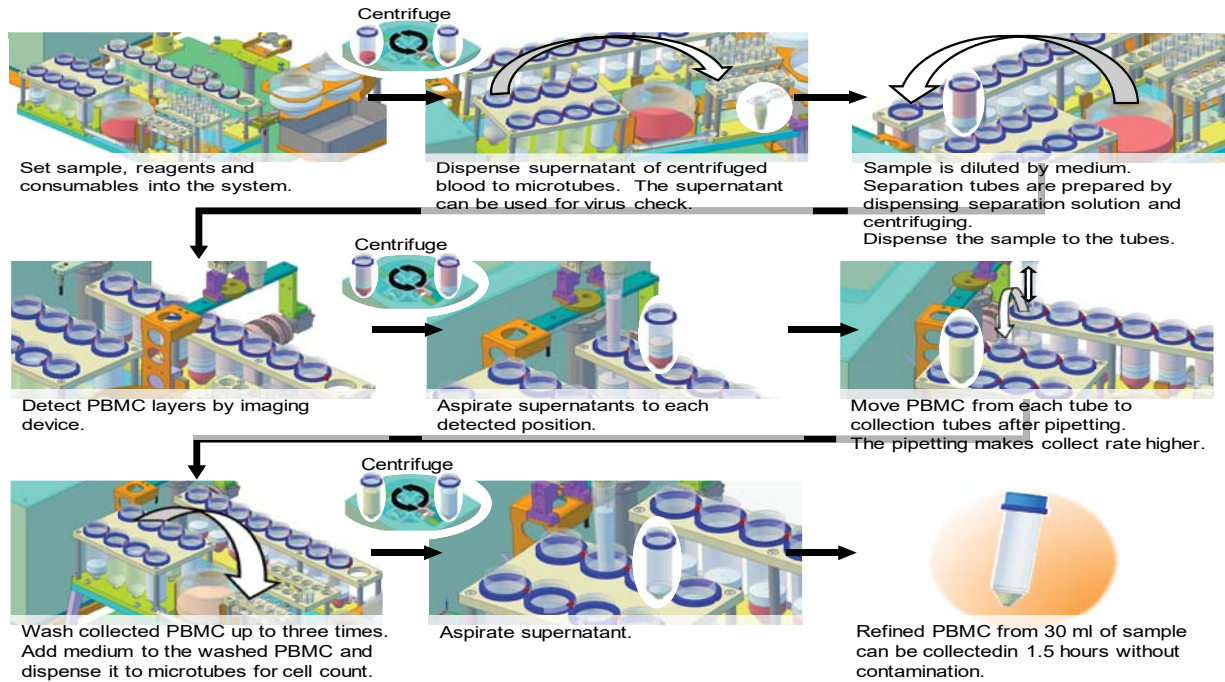 Centrifuge
Set sample, reagents and
consumables into the system.
Dispense supernatant of centrifuged
blood to microtubes. The supernatant
can be used for virus check.
Sample is diluted by medium.
Separation tubes are prepared by
dispensing separation solution and
centrifuging.
Dispense the sample to the tubes.
Centrifuge
Detect PBMC layers by imaging
device.
Aspirate supernatants to each
detected position.
Move PBMC from each tube to
collection tubes after pipetting.
The pipetting makes collect rate higher.
Centrifuge
Wash collected PBMC up to three times.
Add medium to the washed PBMC and
dispense it to microtubes for cell count.
Aspirate supernatant.
Refined PBMC from 30 ml of sample
can be collectedin 1.5 hours without
contamination.